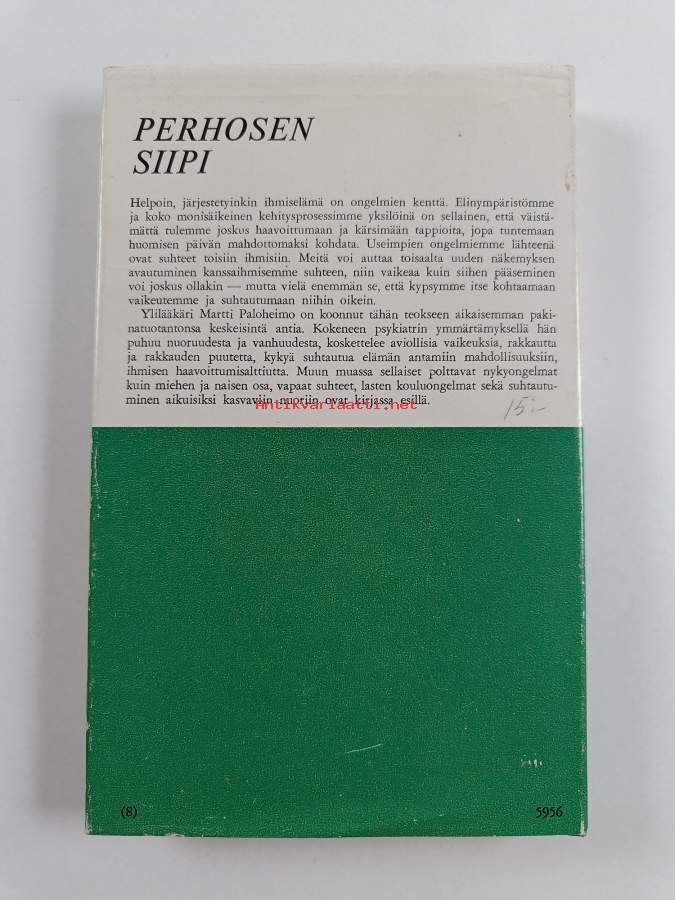 PERHOSEN
SIIPI
Helpoin, järjestetyinkin ihmiselämä on ongelmien kenttä. Elinympäristömme
ja koko monisäikeinen kehitysprosessimme yksilöinä on sellainen, että väistä-
mättä tulemme joskus haavoittumaan ja kärsimään tappioita, jopa tuntemaan
huomisen päivän mahdottomaksi kohdata. Useimpien ongelmiemme lähteenä
ovat suhteet toisiin ihmisiin. Meitä voi auttaa toisaalta uuden näkemyksen
avautuminen kanssaihmisemme suhteen, niin vaikeaa kuin siihen pääseminen
voi joskus ollakin — mutta vielä enemmän se, että kypsymme itse kohtaamaan
vaikeutemme ja suhtautumaan niihin oikein.
Ylilääkäri Martti Paloheimo on koonnut tähän teokseen aikaisemman paki-
natuotantonsa keskeisintä antia. Kokeneen psykiatrin ymmärtämyksellä hän
puhuu nuoruudesta ja vanhuudesta, koskettelee aviollisia vaikeuksia, rakkautta
ja rakkauden puutetta, kykyä suhtautua elämän antamiin mahdollisuuksiin,
ihmisen haavoittumisalttiutta. Muun muassa sellaiset polttavat nykyongelmat
kuin miehen ja naisen osa, vapaat suhteet, lasten kouluongelmat sekä suhtautu-
minen aikuisiksi kasvaviin nuoriin ovat kirjassa esillä.
Antikvariaatti.net
15:-
(8) 5956